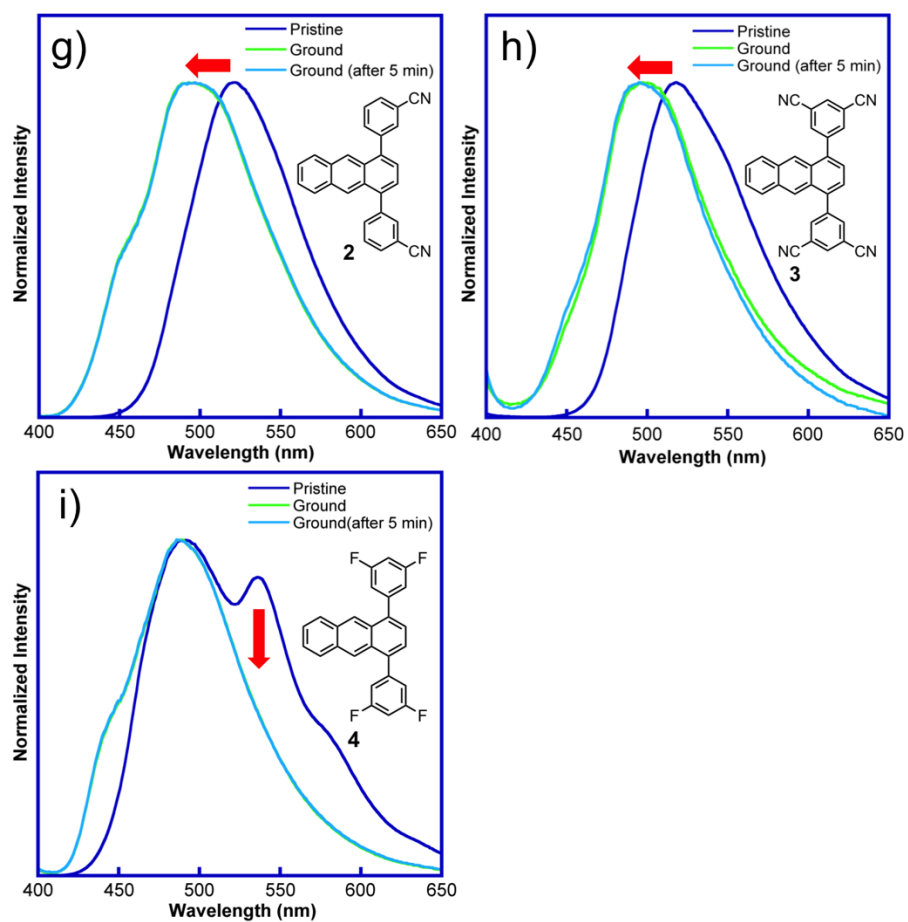 g)
Pristine
Ground
Ground (after 5 min)
CN
2
CN
Normalized Intensity
400 450 500 550 600 650
Wavelength (nm)
h)
Pristine
Ground
Ground (after 5 min)
NC CN
NC CN
3
Normalized Intensity
400 450 500 550 600 650
Wavelength (nm)
i)
Pristine
Ground
Ground(after 5 min)
F F
F F
4
Normalized Intensity
400 450 500 550 600 650
Wavelength (nm)